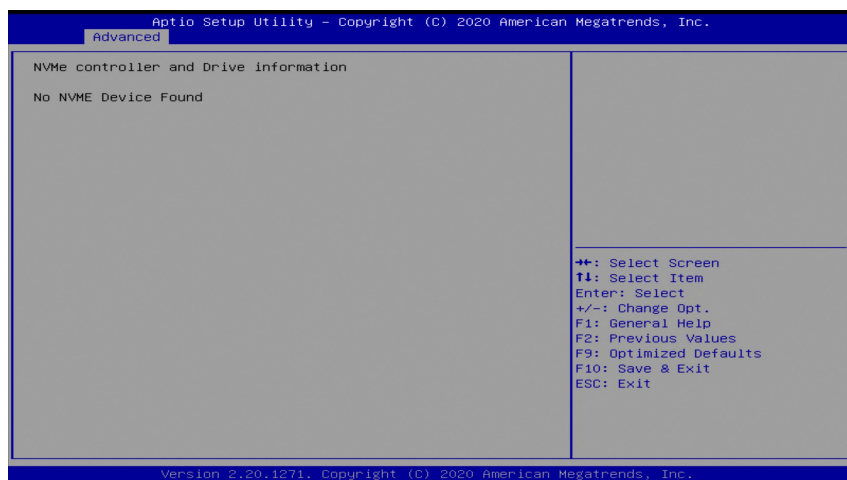 Aptio Setup Utility – Copyright (C) 2020 American Megatrends, Inc.
Advanced
NVMe controller and Drive information
No NVME Device Found
→←: Select Screen
↑↓: Select Item
Enter: Select
+/-: Change Opt.
F1: General Help
F2: Previous Values
F9: Optimized Defaults
F10: Save & Exit
ESC: Exit
Version 2.20.1271. Copyright (C) 2020 American Megatrends, Inc.